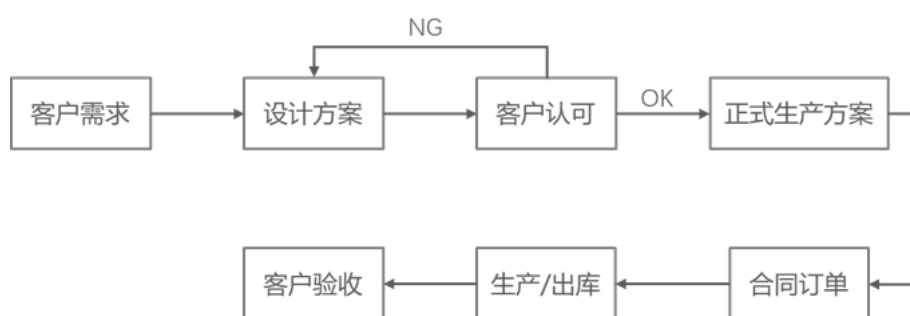 NG
客户需求
设计方案
客户认可
OK
正式生产方案
客户验收
生产/出库
合同订单